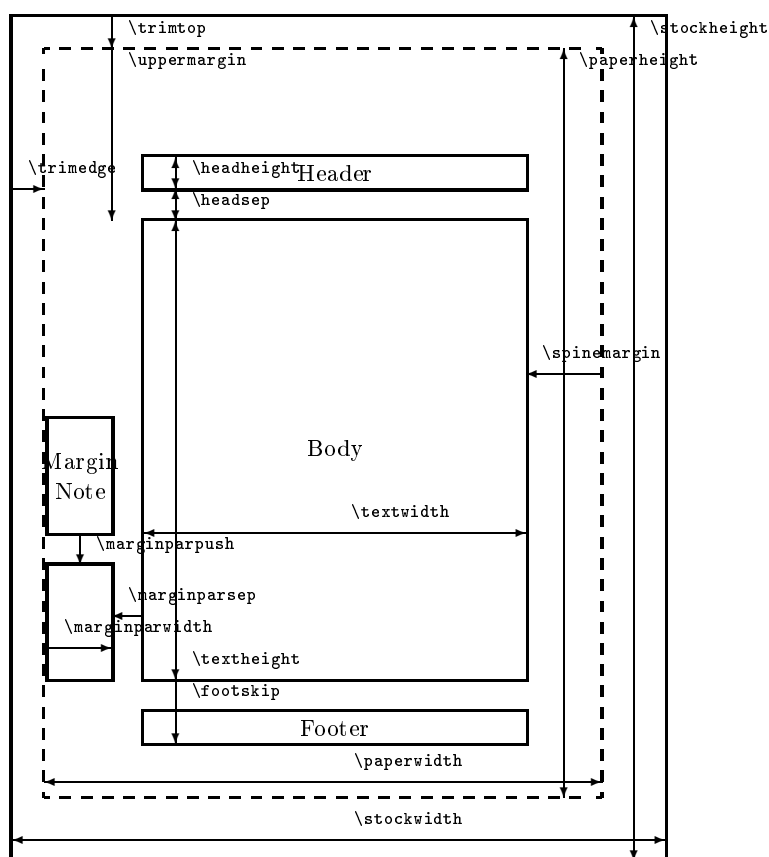 \trimtop
\stockheight
\uppermargin
\paperheight
\trimedge
\headheight
Header
\headsep
\spinemargin
Body
Margin
Note
\textwidth
\marginparpush
\marginparsep
\marginparwidth
\textheight
\footskip
Footer
\paperwidth
\stockwidth